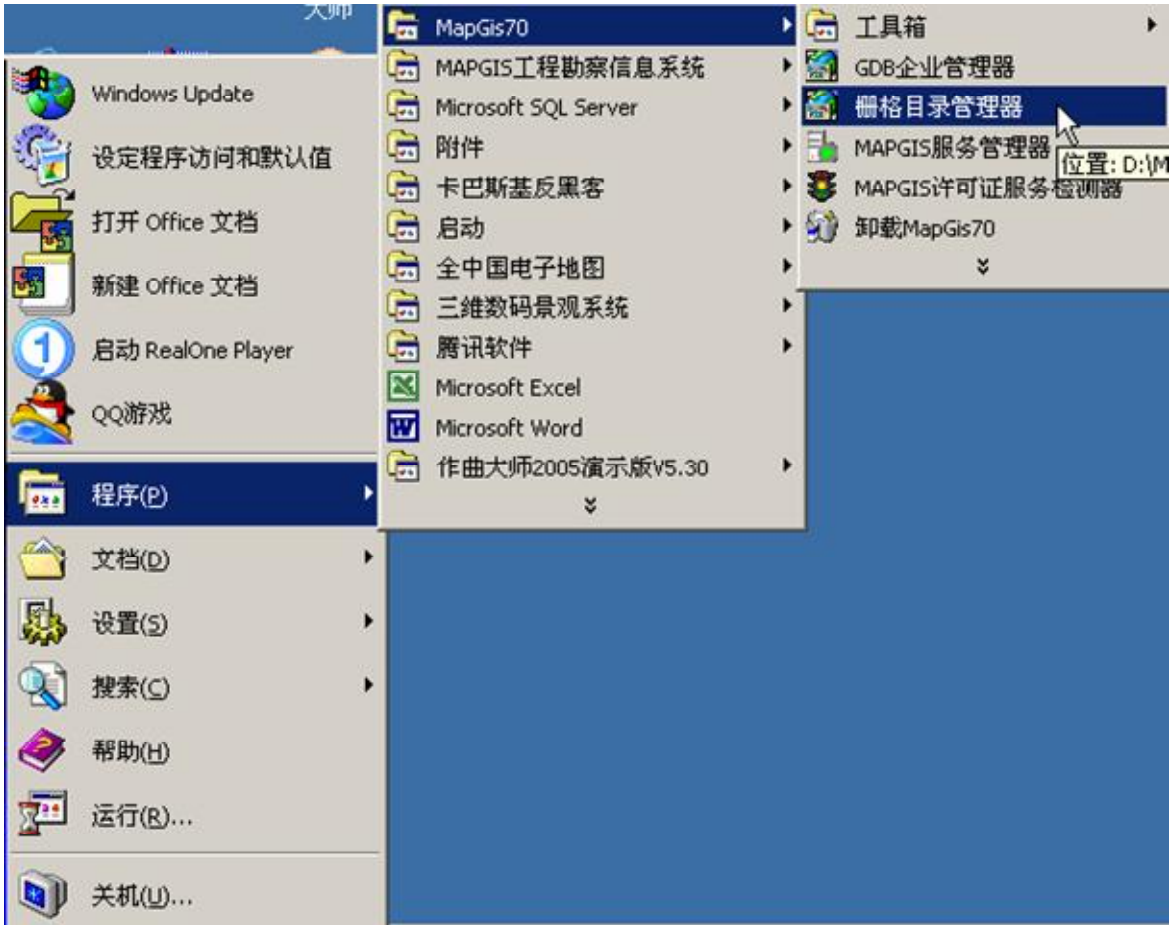 大师
Windows Update
设定程序访问和默认值
打开 Office 文档
新建 Office 文档
启动 RealOne Player
QQ游戏
程序(P)
文档(D)
设置(S)
搜索(C)
帮助(H)
运行(R)...
关机(U)...
MapGis70
MAPGIS工程勘察信息系统
Microsoft SQL Server
附件
卡巴斯基反黑客
启动
全中国电子地图
三维数码景观系统
腾讯软件
Microsoft Excel
Microsoft Word
作曲大师2005演示版V5.30
工具箱
GDB企业管理器
栅格目录管理器
MAPGIS服务管理器
位置: D:\M
MAPGIS许可证服务检测器
卸载MapGis70